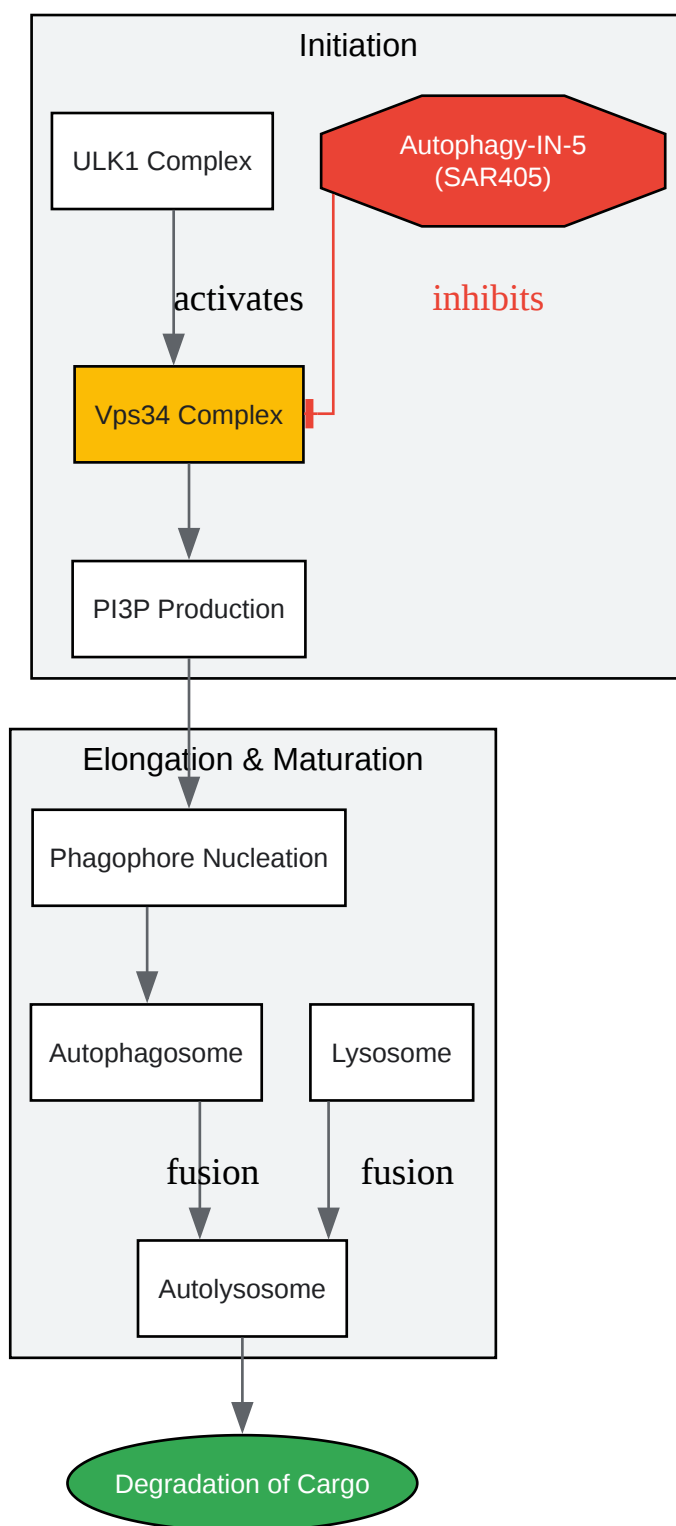 Initiation
ULK1 Complex
Autophagy-IN-5
(SAR405)
activates
inhibits
Vps34 Complex
PI3P Production
Elongation & Maturation
Phagophore Nucleation
Autophagosome
Lysosome
fusion
fusion
Autolysosome
Degradation of Cargo